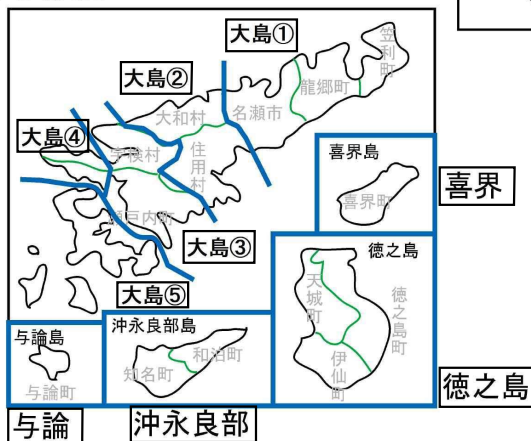 大島①
笠利町
大島②
龍郷町
大和村
名瀬市
大島④
宇検村
住用村
喜界島
喜界町
喜界
瀬戸内町
大島③
徳之島
大島⑤
天城町
徳之島町
沖永良部島
与論島
和泊町
知名町
伊仙町
与論町
徳之島
与論
沖永良部